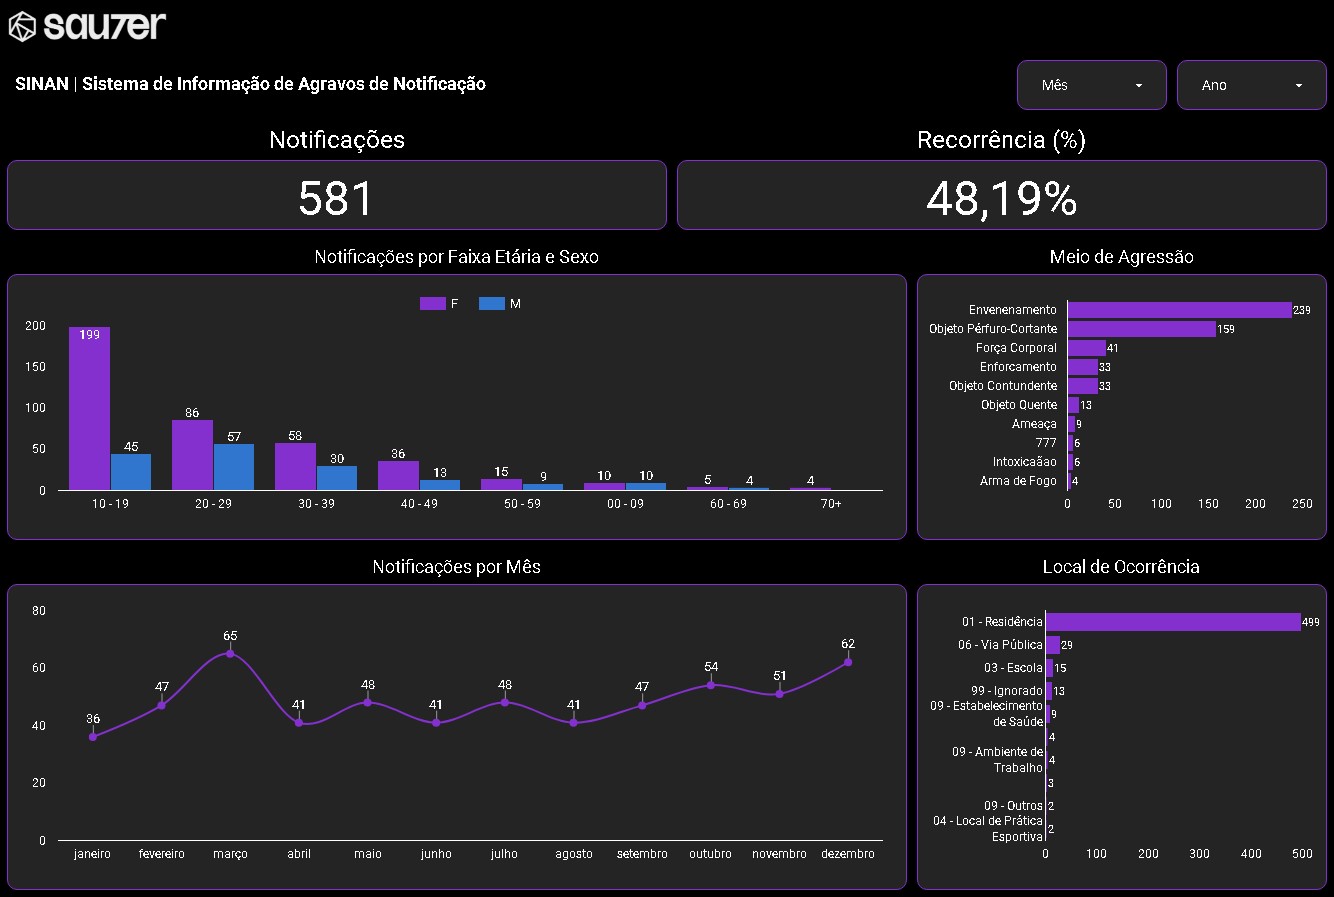 sau7er
SINAN | Sistema de Informação de Agravos de Notificação
Mês
Ano
Notificações
Recorrência (%)
581
48,19%
Notificações por Faixa Etária e Sexo
F
M
200
150
100
50
0
199
45
86
57
58
30
36
13
15
9
10
10
5
4
4
10 - 19
20 - 29
30 - 39
40 - 49
50 - 59
00 - 09
60 - 69
70+
Meio de Agressão
Envenenamento 239
Objeto Pérfuro-Cortante 159
Força Corporal 41
Enforcamento 33
Objeto Contundente 33
Objeto Quente 13
Ameaça 9
777 6
Intoxicaãao 6
Arma de Fogo 4
0 50 100 150 200 250
Notificações por Mês
80
60
40
20
0
36
47
65
41
48
41
48
41
47
54
51
62
janeiro
fevereiro
março
abril
maio
junho
julho
agosto
setembro
outubro
novembro
dezembro
Local de Ocorrência
01 - Residência 499
06 - Via Pública 29
03 - Escola 15
99 - Ignorado 13
09 - Estabelecimento
de Saúde 9
4
09 - Ambiente de
Trabalho 4
3
09 - Outros 2
04 - Local de Prática
Esportiva 2
0 100 200 300 400 500